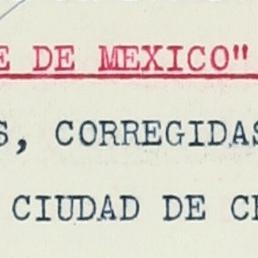 E DE MEXICO"
S, CORREGIDAS
CIUDAD DE C